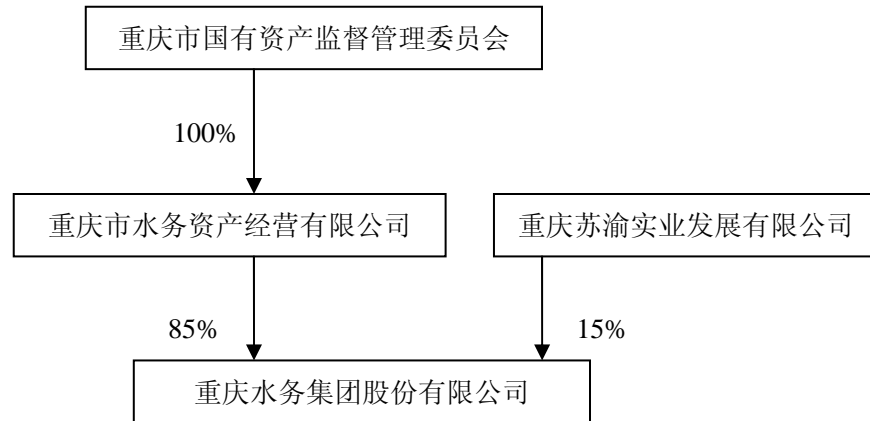 重庆市国有资产监督管理委员会
100%
重庆市水务资产经营有限公司
重庆苏渝实业发展有限公司
85%
15%
重庆水务集团股份有限公司